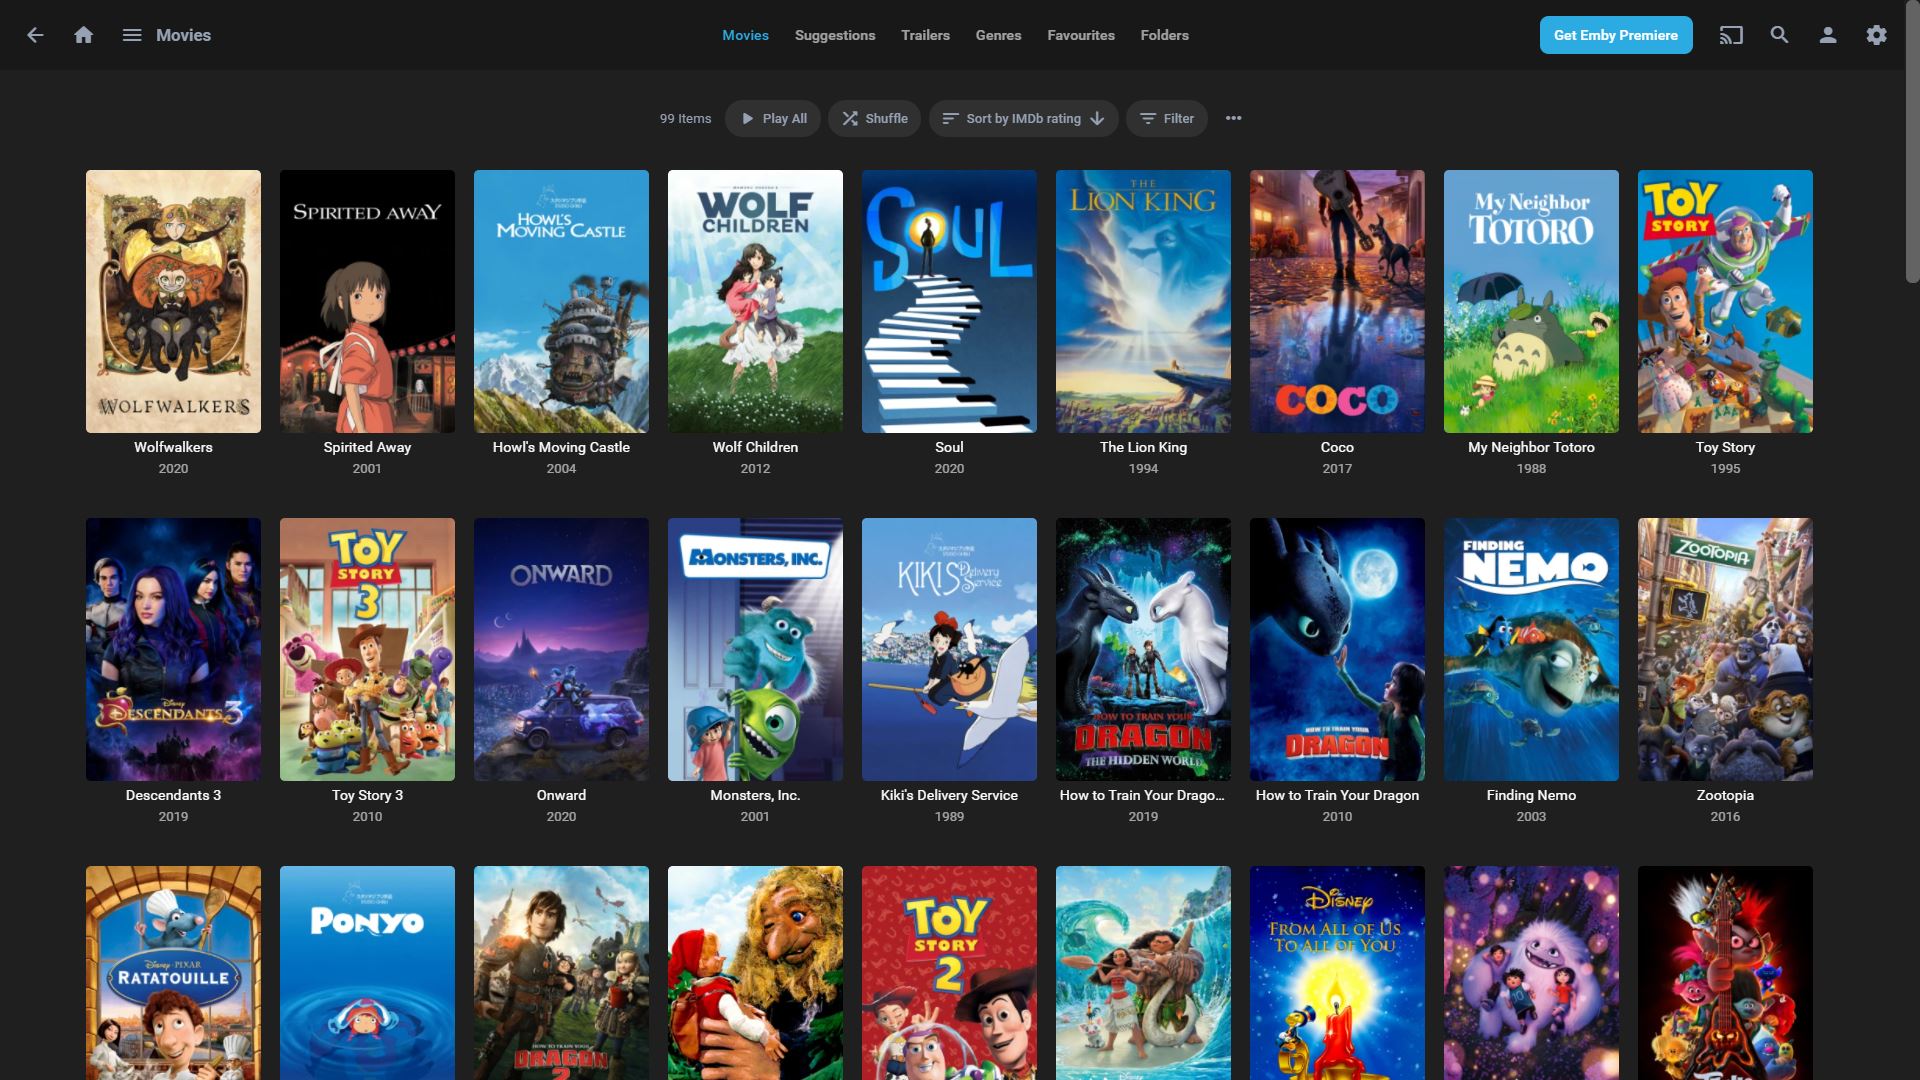 Movies
Movies Suggestions Trailers Genres Favourites Folders
Get Emby Premiere
99 Items Play All Shuffle Sort by IMDb rating Filter
WOLFWALKERS
SPIRITED AWAY
HOWL'S
MOVING CASTLE
WOLF
CHILDREN
SOUL
THE
LION KING
COCO
My Neighbor
TOTORO
TOY
STORY
Wolfwalkers Spirited Away Howl's Moving Castle Wolf Children Soul The Lion King Coco My Neighbor Totoro Toy Story
2020 2001 2004 2012 2020 1994 2017 1988 1995
Disney
DESCENDANTS 3
TOY
STORY
3
ONWARD
MONSTERS, INC.
KIKI'S Delivery
Service
HOW TO TRAIN YOUR
DRAGON
THE HIDDEN WORLD
HOW TO TRAIN YOUR
DRAGON
FINDING
NEMO
ZOOTOPIA
Descendants 3 Toy Story 3 Onward Monsters, Inc. Kiki's Delivery Service How to Train Your Drago... How to Train Your Dragon Finding Nemo Zootopia
2019 2010 2020 2001 1989 2019 2010 2003 2016
Disney · PIXAR
RATATOUILLE
PONYO
HOW TO TRAIN YOUR
DRAGON
2
TOY
STORY
2
Disney
Disney
FROM ALL OF US
TO ALL OF YOU